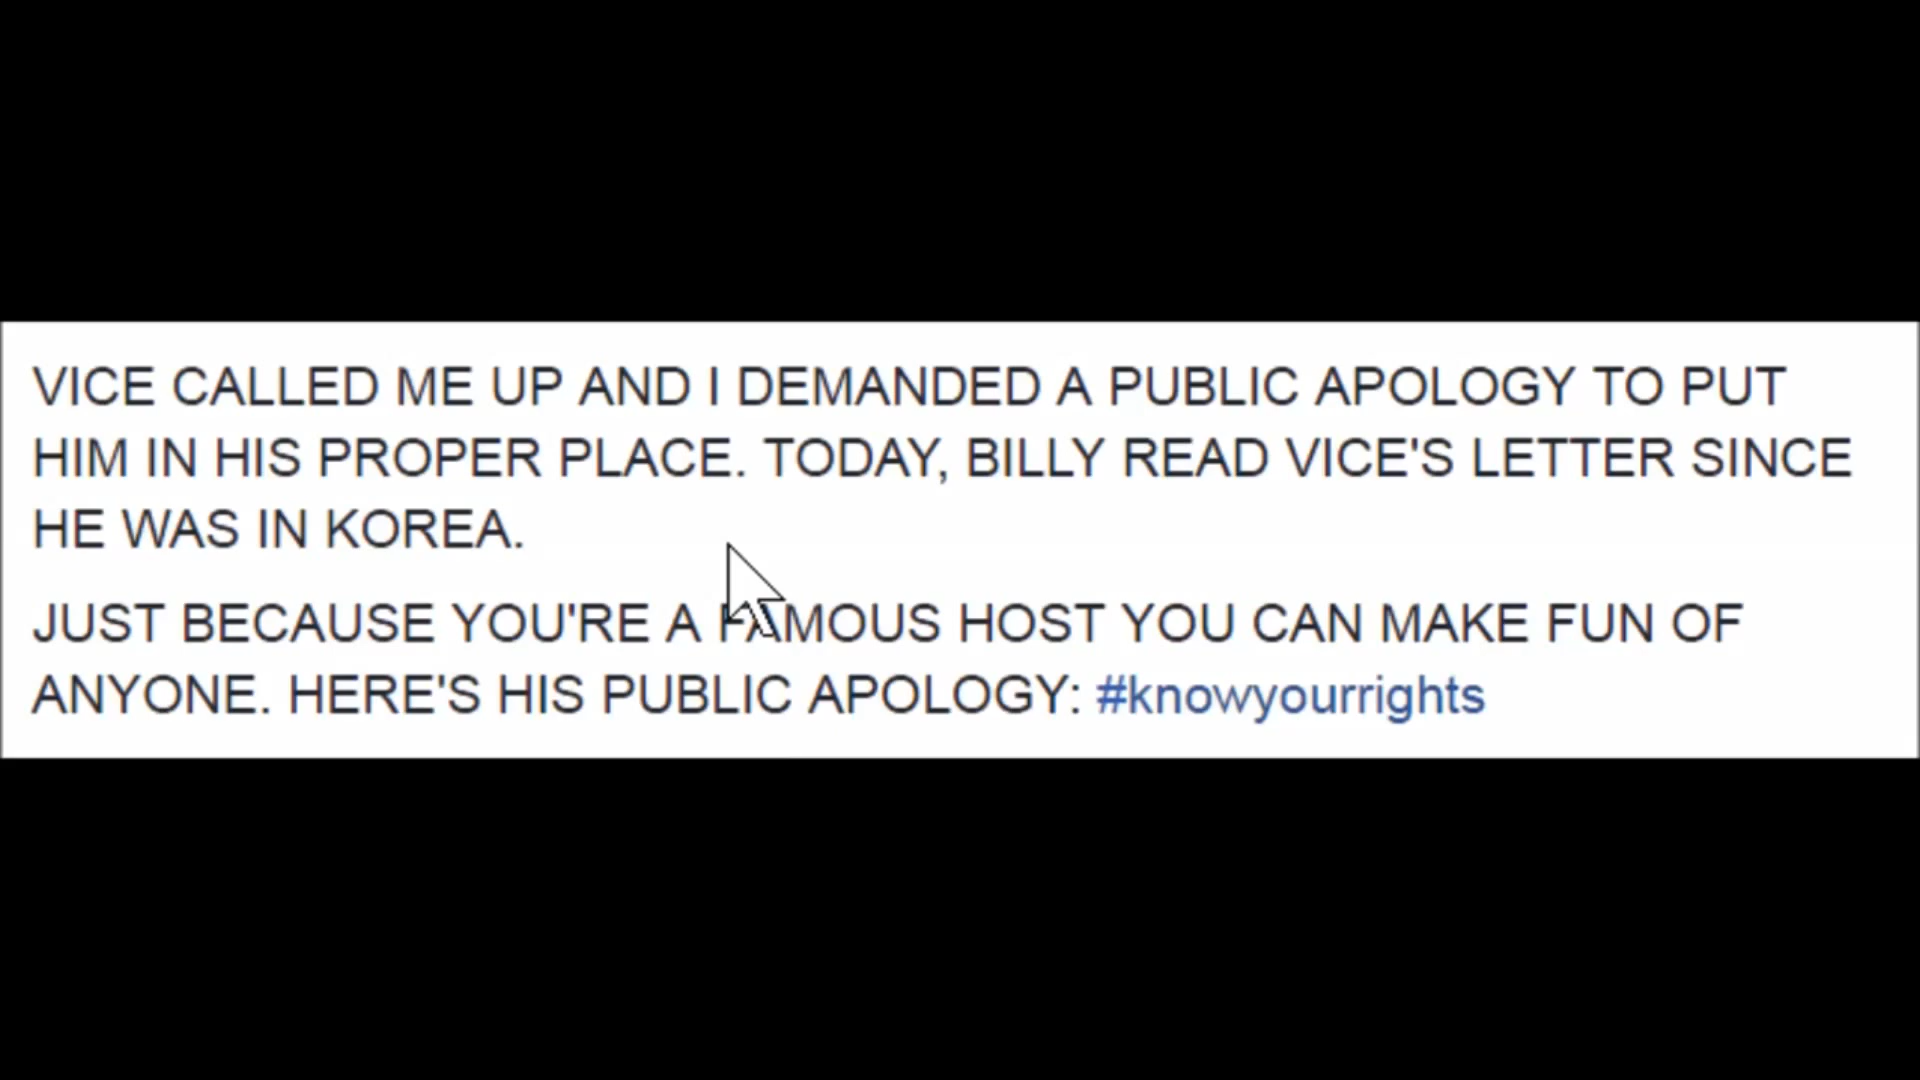 VICE CALLED ME UP AND I DEMANDED A PUBLIC APOLOGY TO PUT
HIM IN HIS PROPER PLACE. TODAY, BILLY READ VICE'S LETTER SINCE
HE WAS IN KOREA.
JUST BECAUSE YOU'RE A FAMOUS HOST YOU CAN MAKE FUN OF
ANYONE. HERE'S HIS PUBLIC APOLOGY: #knowyourrights